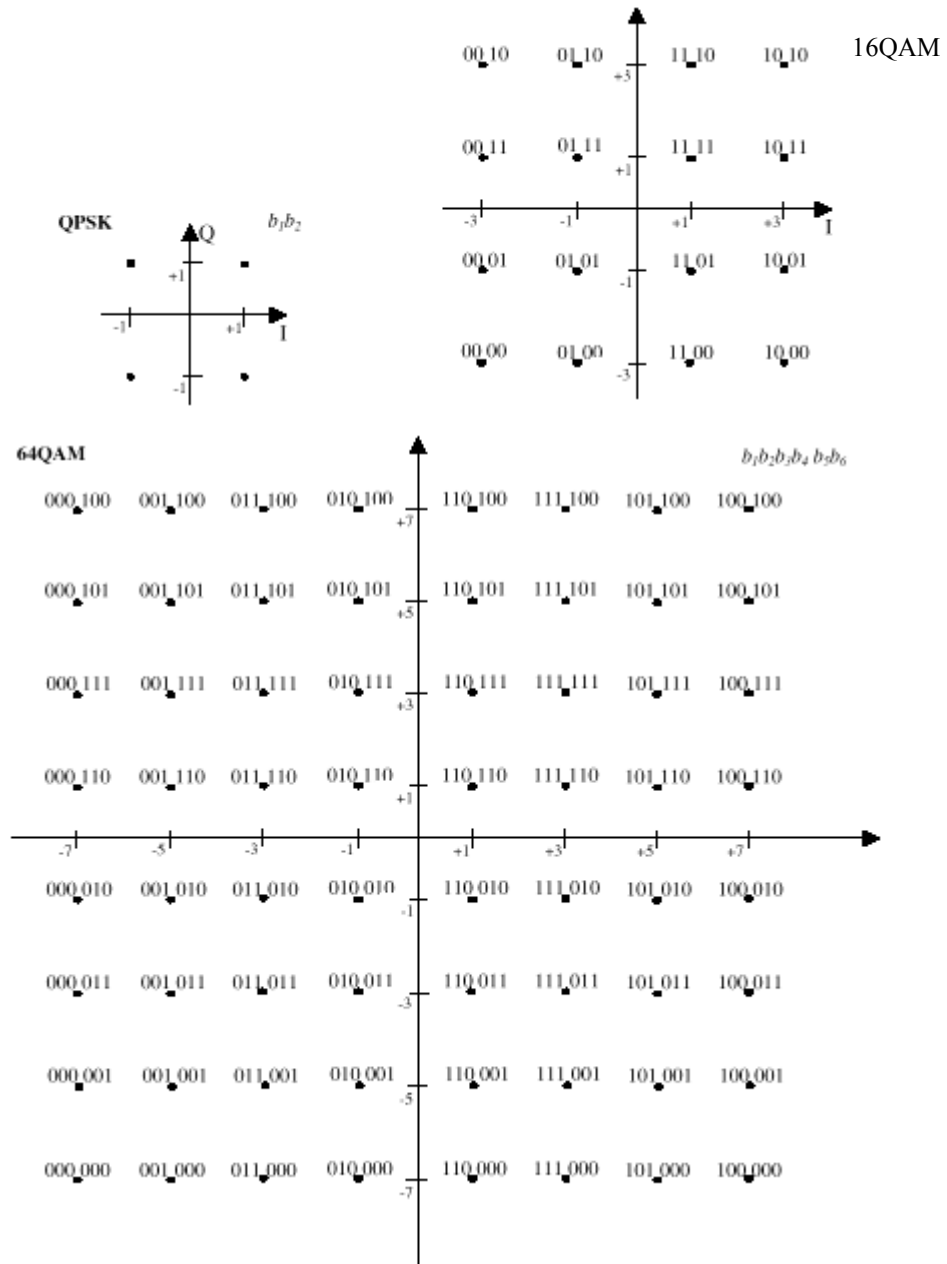 16QAM
00 10 01 10 11 10 10 10
+3
00 11 01 11 11 11 10 11
+1
-3 -1 +1 +3
I
00 01 01 01 11 01 10 01
-1
00 00 01 00 11 00 10 00
-3
QPSK b1b2
Q
+1
-1 +1 I
-1
64QAM b1b2b3b4 b5b6
000 100 001 100 011 100 010 100 110 100 111 100 101 100 100 100
+7
000 101 001 101 011 101 010 101 110 101 111 101 101 101 100 101
+5
000 111 001 111 011 111 010 111 110 111 111 111 101 111 100 111
+3
000 110 001 110 011 110 010 110 110 110 111 110 101 110 100 110
+1
-7 -5 -3 -1 +1 +3 +5 +7
000 010 001 010 011 010 010 010 110 010 111 010 101 010 100 010
-1
000 011 001 011 011 011 010 011 110 011 111 011 101 011 100 011
-3
000 001 001 001 011 001 010 001 110 001 111 001 101 001 100 001
-5
000 000 001 000 011 000 010 000 110 000 111 000 101 000 100 000
-7